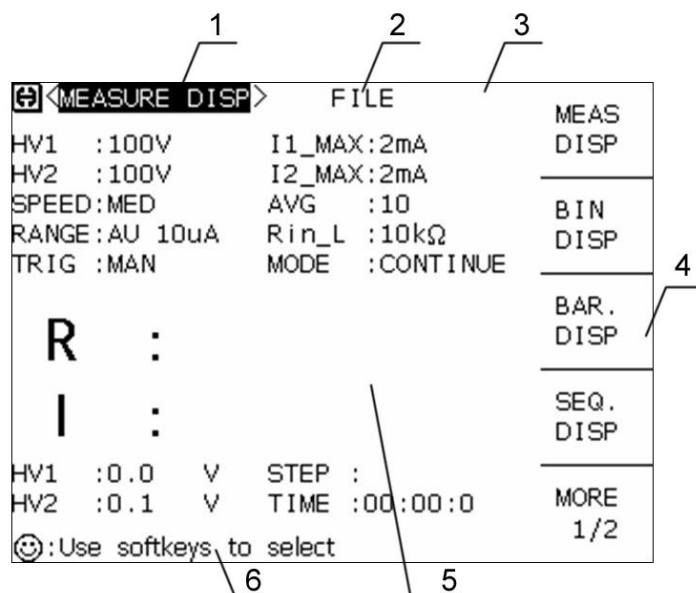 1 2 3
<MEASURE DISP> FILE
HV1 :100V I1_MAX:2mA
HV2 :100V I2_MAX:2mA
SPEED:MED AVG :10
RANGE:AU 10uA Rin_L :10kΩ
TRIG :MAN MODE :CONTINUE
R :
I :
HV1 :0.0 V STEP :
HV2 :0.1 V TIME :00:00:0
:Use softkeys to select
MEAS
DISP
BIN
DISP
BAR.
DISP
4
SEQ.
DISP
MORE
1/2
6 5